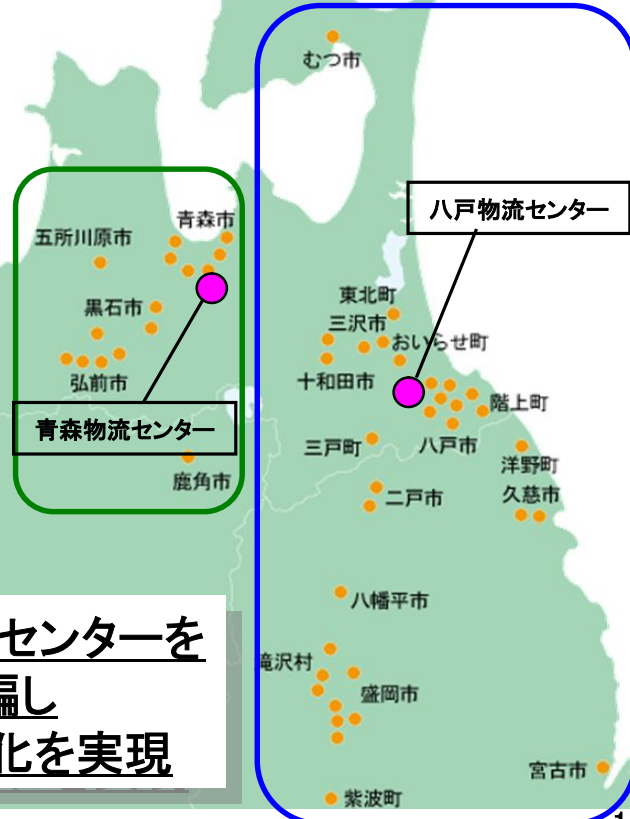 むつ市
八戸物流センター
青森市
五所川原市
東北町
黒石市
三沢市
おいらせ町
弘前市
十和田市
階上町
青森物流センター
三戸町
八戸市
洋野町
鹿角市
二戸市
久慈市
八幡平市
センターを
編し
化を実現
滝沢村
盛岡市
宮古市
紫波町
1